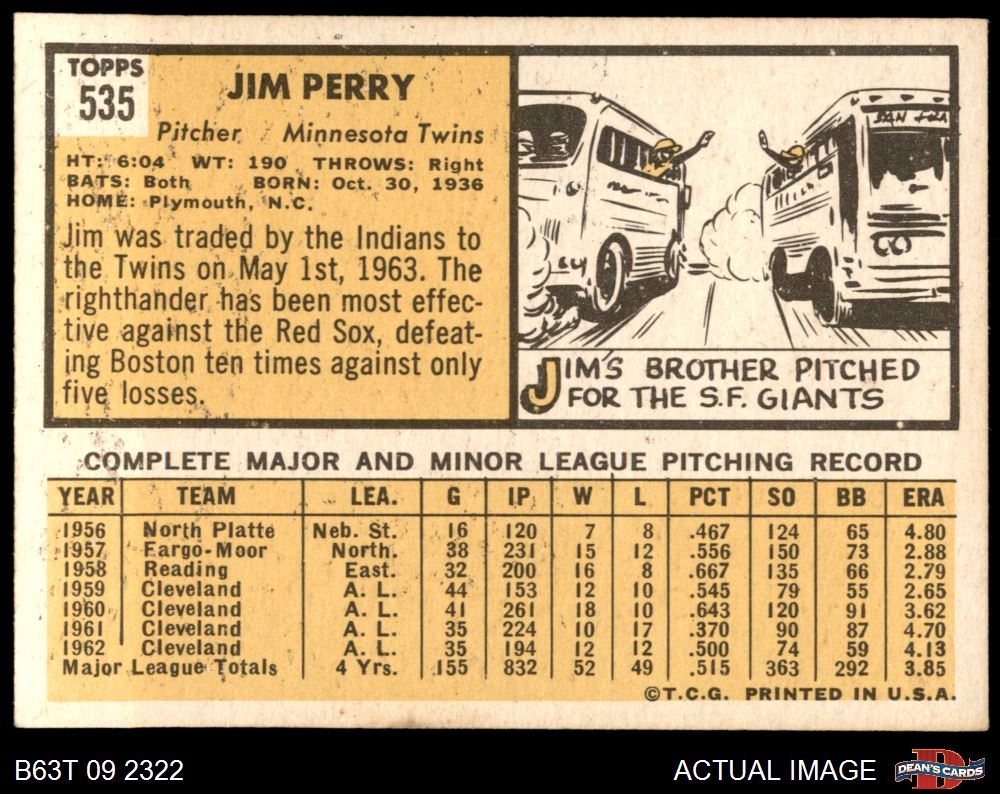 TOPPS
535
JIM PERRY
Pitcher Minnesota Twins
HT: 6:04 WT: 190 THROWS: Right
BATS: Both BORN: Oct. 30, 1936
HOME: Plymouth, N.C.
Jim was traded by the Indians to
the Twins on May 1st, 1963. The
righthander has been most effec-
tive against the Red Sox, defeat-
ing Boston ten times against only
five losses.
SAN FRA
JIM'S BROTHER PITCHED
FOR THE S.F. GIANTS
COMPLETE MAJOR AND MINOR LEAGUE PITCHING RECORD
YEAR TEAM LEA. G IP W L PCT SO BB ERA
1956 North Platte Neb. St. 16 120 7 8 .467 124 65 4.80
1957 Fargo-Moor North. 38 231 15 12 .556 150 73 2.88
1958 Reading East. 32 200 16 8 .667 135 66 2.79
1959 Cleveland A. L. 44 153 12 10 .545 79 55 2.65
1960 Cleveland A. L. 41 261 18 10 .643 120 91 3.62
1961 Cleveland A. L. 35 224 10 17 .370 90 87 4.70
1962 Cleveland A. L. 35 194 12 12 .500 74 59 4.13
Major League Totals 4 Yrs. 155 832 52 49 .515 363 292 3.85
©T.C.G. PRINTED IN U.S.A.
B63T 09 2322
ACTUAL IMAGE
D
DEAN'S CARDS